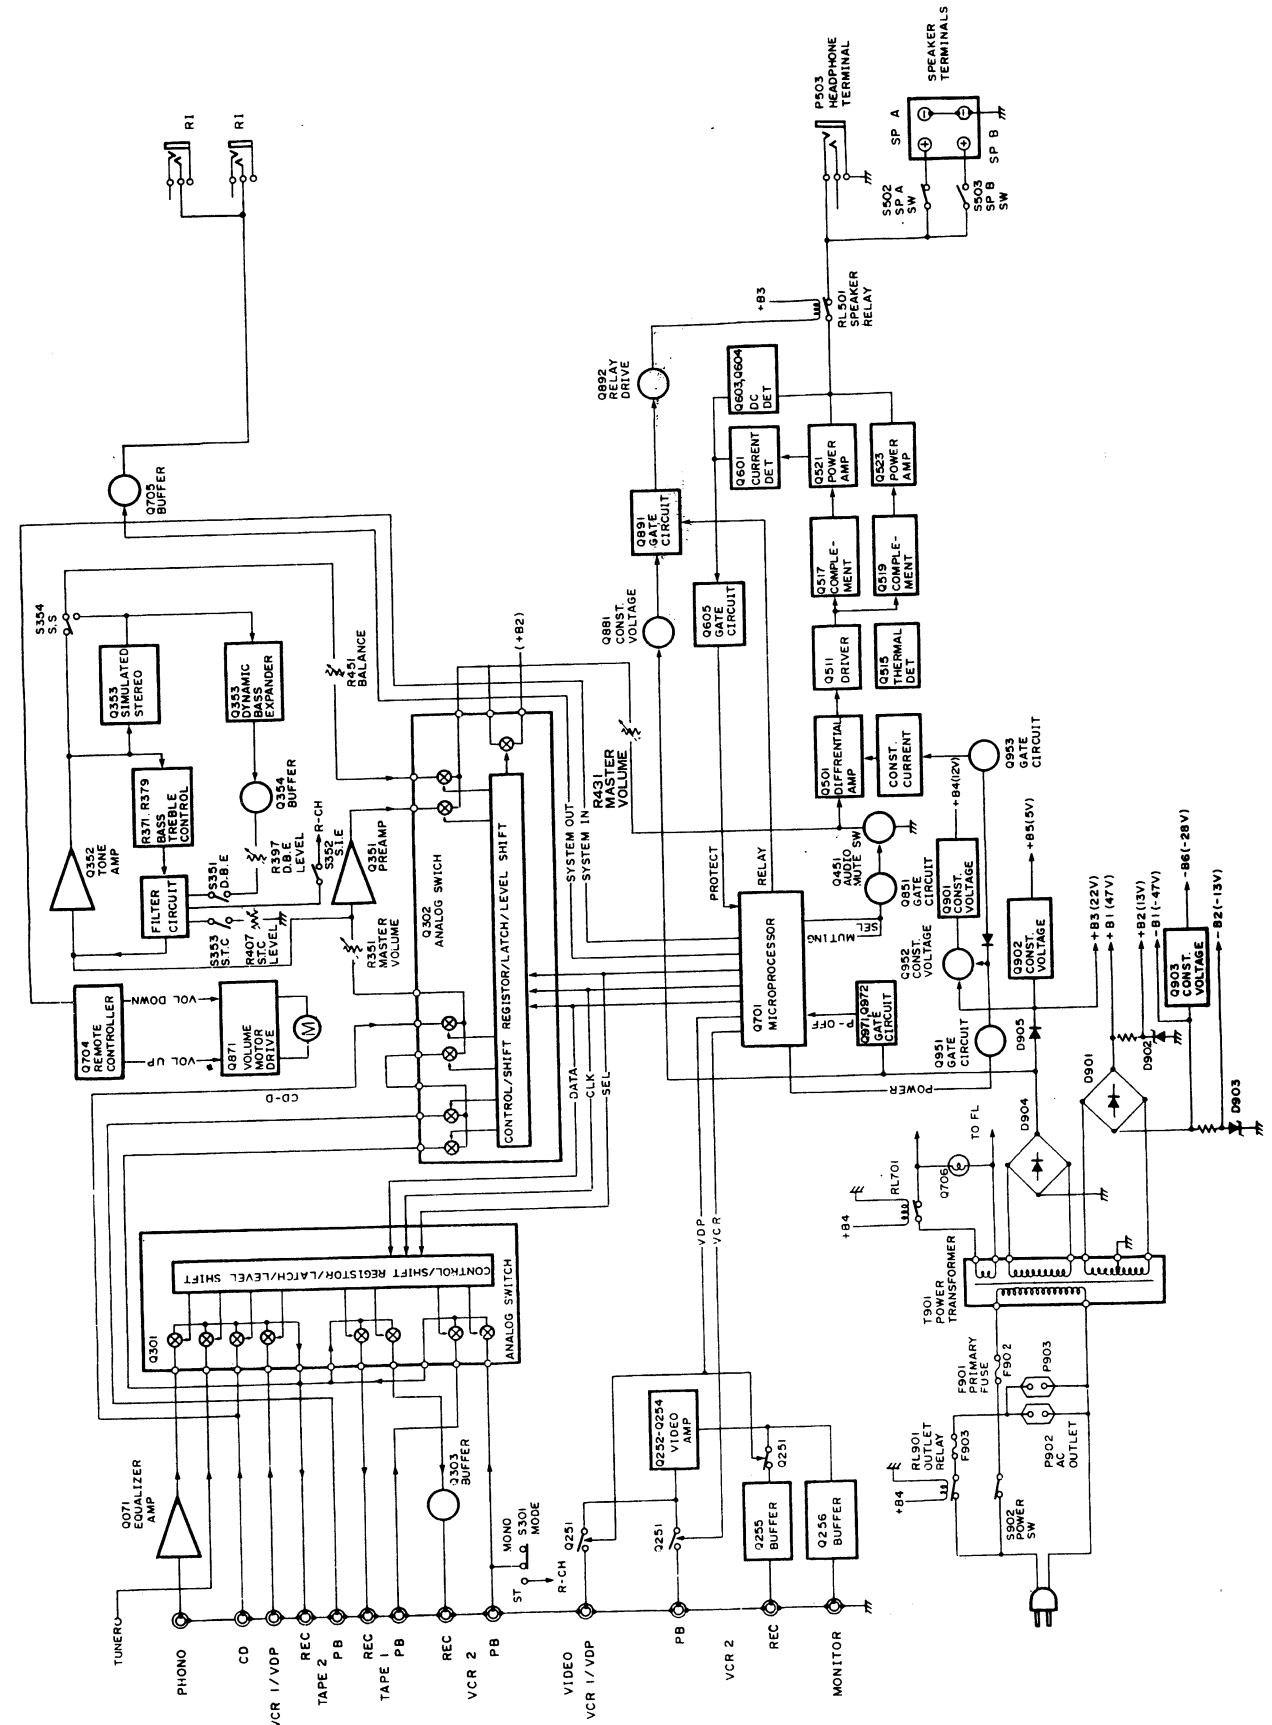 TUNER
PHONO
CD
VCR 1/VDP
REC
TAPE 2
PB
REC
TAPE 1
PB
REC
VCR 2
PB
VIDEO
VCR 1/VDP
PB
VCR 2
REC
MONITOR
Q071
EQUALIZER
AMP
Q303
BUFFER
MONO
S301
MODE
ST
R-CH
Q251
Q251
Q251
Q252-Q254
VIDEO
AMP
Q255
BUFFER
Q256
BUFFER
Q301
CONTROL/SHIFT REGISTOR/LATCH/LEVEL SHIFT
ANALOG SWITCH
VDP
VCR
DATA
CLK
SEL
CD-D
Q704
REMOTE
CONTROLLER
VOL DOWN
VOL UP
Q871
VOLUME
MOTOR
DRIVE
M
Q302
ANALOG SWICH
CONTROL/SHIFT REGISTOR/LATCH/LEVEL SHIFT
(+B2)
R351
MASTER
VOLUME
Q351
PREAMP
S352
S.I.E
R-CH
Q352
TONE
AMP
FILTER
CIRCUIT
S351
D.B.E
S353
S.T.C
R407
S.T.C
LEVEL
R397
D.B.E
LEVEL
Q354
BUFFER
R371, R379
BASS
TREBLE
CONTROL
Q353
SIMULATED
STEREO
Q353
DYNAMIC
BASS
EXPANDER
S354
S.S
R451
BALANCE
Q705
BUFFER
RI
RI
SYSTEM OUT
SYSTEM IN
R431
MASTER
VOLUME
PROTECT
RELAY
Q701
MICROPROCESSOR
MUTING
SEL
P-OFF
POWER
Q971,Q972
GATE
CIRCUIT
Q451
AUDIO
MUTE SW
Q851
GATE
CIRCUIT
Q881
CONST.
VOLTAGE
Q605
GATE
CIRCUIT
Q891
GATE
CIRCUIT
Q892
RELAY
DRIVE
Q601
CURRENT
DET
Q603,Q604
DC
DET
Q501
DIFFRENTIAL
AMP
CONST.
CURRENT
Q511
DRIVER
Q515
THERMAL
DET
Q517
COMPLE-
MENT
Q519
COMPLE-
MENT
Q521
POWER
AMP
Q523
POWER
AMP
+B3
RL501
SPEAKER
RELAY
P503
HEADPHONE
TERMINAL
SPEAKER
TERMINALS
SP A
SP B
S502
SP A
SW
S503
SP B
SW
Q953
GATE
CIRCUIT
Q901
CONST.
VOLTAGE
+B4(12V)
Q952
CONST.
VOLTAGE
Q902
CONST.
VOLTAGE
+B5(5V)
Q951
GATE
CIRCUIT
D905
D904
+B3(22V)
+B1(47V)
+B2(13V)
-B1(-47V)
Q903
CONST.
VOLTAGE
-B6(-28V)
-B2(-13V)
D901
D902
D903
TO FL
Q706
RL701
+B4
T901
POWER
TRANSFORMER
F901
PRIMARY
FUSE
F902
P903
RL901
OUTLET
RELAY
F903
P902
AC
OUTLET
+B4
S902
POWER
SW